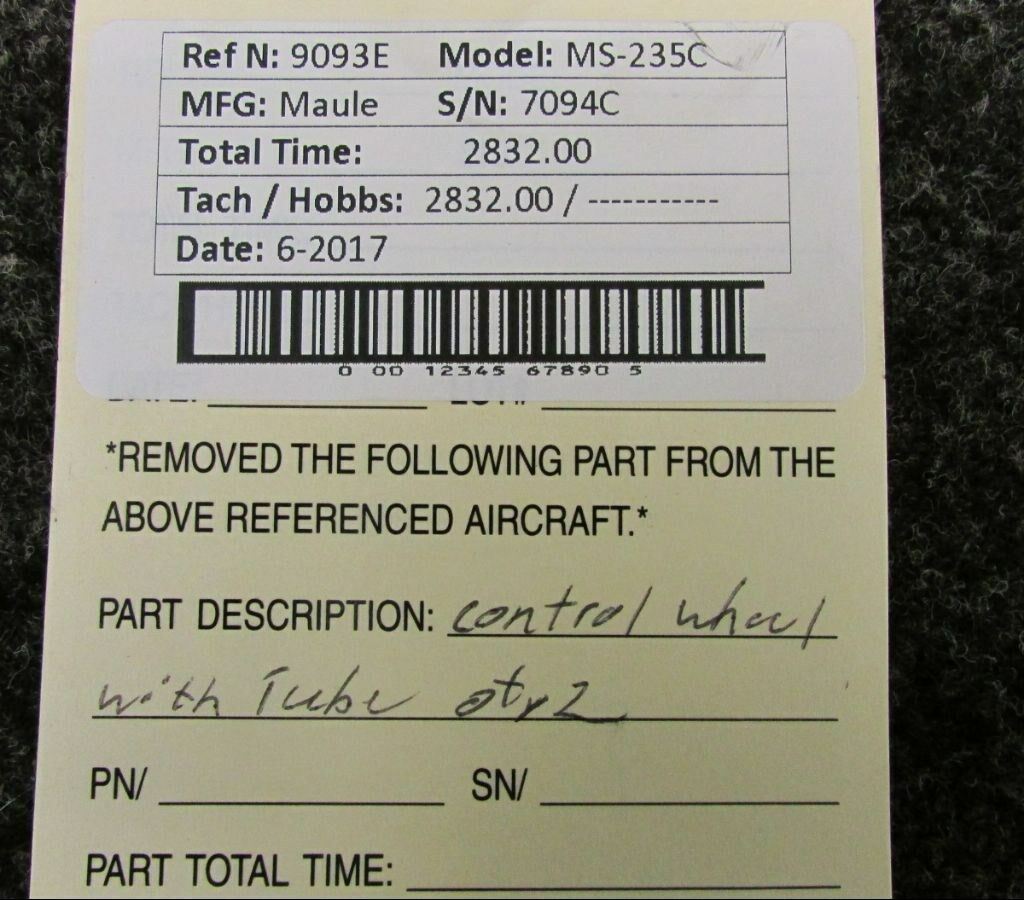 Ref N: 9093E Model: MS-235C
MFG: Maule S/N: 7094C
Total Time: 2832.00
Tach / Hobbs: 2832.00 / -----------
Date: 6-2017
0 00 12345 67890 5
*REMOVED THE FOLLOWING PART FROM THE
ABOVE REFERENCED AIRCRAFT.*
PART DESCRIPTION: control wheel
with Tube qty 2
PN/ SN/
PART TOTAL TIME: